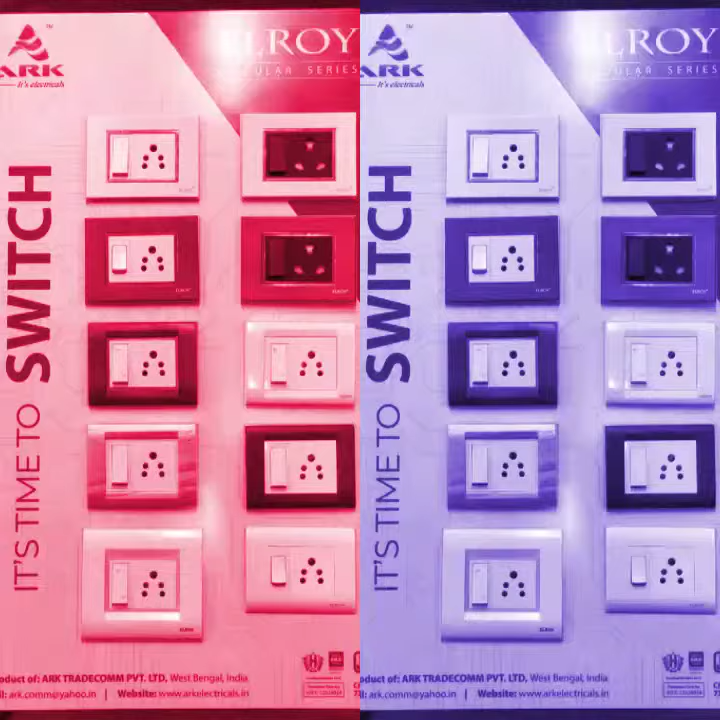 ARK
It's electricals
LROY
ULAR SERIES
IT'S TIME TO SWITCH
oduct of: ARK TRADECOMM PVT. LTD, West Bengal, India
il: ark.comm@yahoo.in | Website: www.arkelectricals.in
ARK
It's electricals
LROY
ULAR SERIES
IT'S TIME TO SWITCH
oduct of: ARK TRADECOMM PVT. LTD, West Bengal, India
il: ark.comm@yahoo.in | Website: www.arkelectricals.in